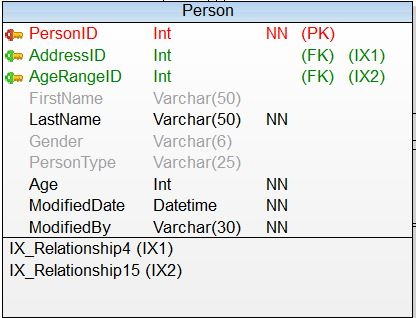 Person
PersonID Int NN (PK)
AddressID Int (FK) (IX1)
AgeRangeID Int (FK) (IX2)
FirstName Varchar(50)
LastName Varchar(50) NN
Gender Varchar(6)
PersonType Varchar(25)
Age Int NN
ModifiedDate Datetime NN
ModifiedBy Varchar(30) NN
IX_Relationship4 (IX1)
IX_Relationship15 (IX2)